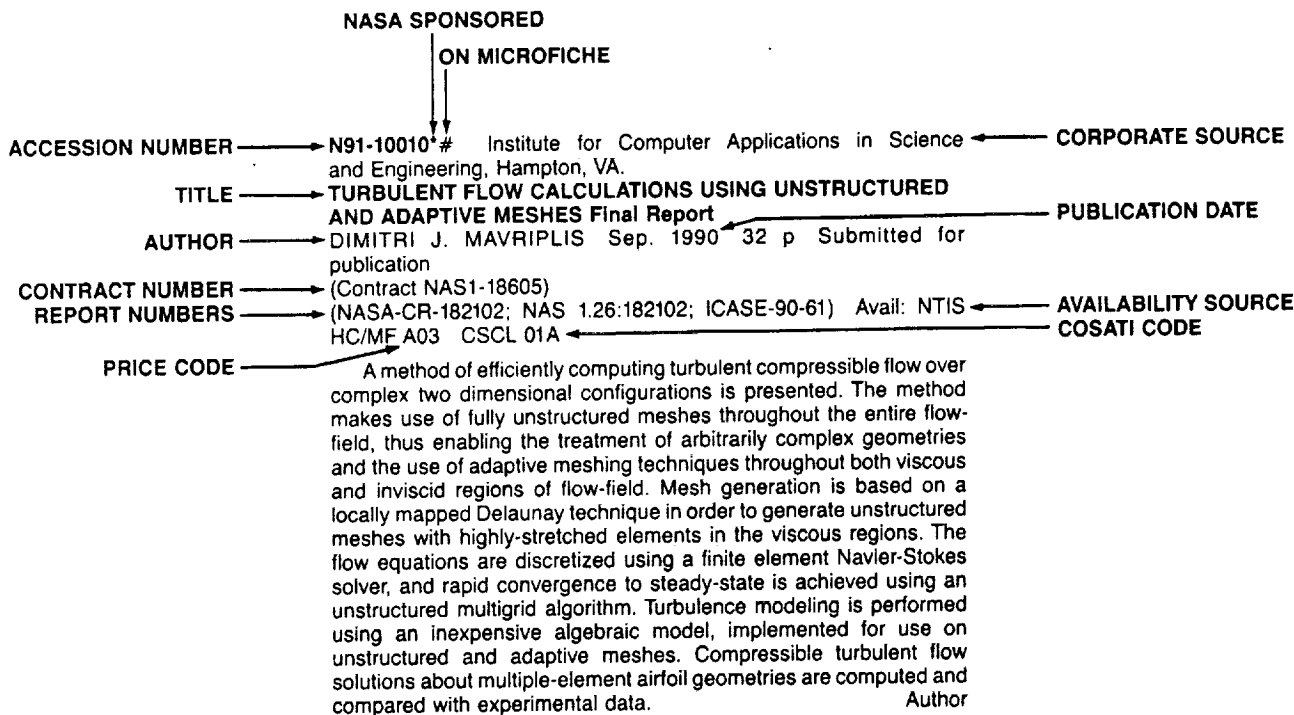 NASA SPONSORED
ON MICROFICHE
ACCESSION NUMBER N91-10010*# Institute for Computer Applications in Science CORPORATE SOURCE
and Engineering, Hampton, VA.
TITLE TURBULENT FLOW CALCULATIONS USING UNSTRUCTURED
AND ADAPTIVE MESHES Final Report PUBLICATION DATE
AUTHOR DIMITRI J. MAVRIPLIS Sep. 1990 32 p Submitted for
publication
CONTRACT NUMBER (Contract NAS1-18605)
REPORT NUMBERS (NASA-CR-182102; NAS 1.26:182102; ICASE-90-61) Avail: NTIS AVAILABILITY SOURCE
HC/MF A03 CSCL 01A COSATI CODE
PRICE CODE
A method of efficiently computing turbulent compressible flow over
complex two dimensional configurations is presented. The method
makes use of fully unstructured meshes throughout the entire flow-
field, thus enabling the treatment of arbitrarily complex geometries
and the use of adaptive meshing techniques throughout both viscous
and inviscid regions of flow-field. Mesh generation is based on a
locally mapped Delaunay technique in order to generate unstructured
meshes with highly-stretched elements in the viscous regions. The
flow equations are discretized using a finite element Navier-Stokes
solver, and rapid convergence to steady-state is achieved using an
unstructured multigrid algorithm. Turbulence modeling is performed
using an inexpensive algebraic model, implemented for use on
unstructured and adaptive meshes. Compressible turbulent flow
solutions about multiple-element airfoil geometries are computed and
compared with experimental data. Author